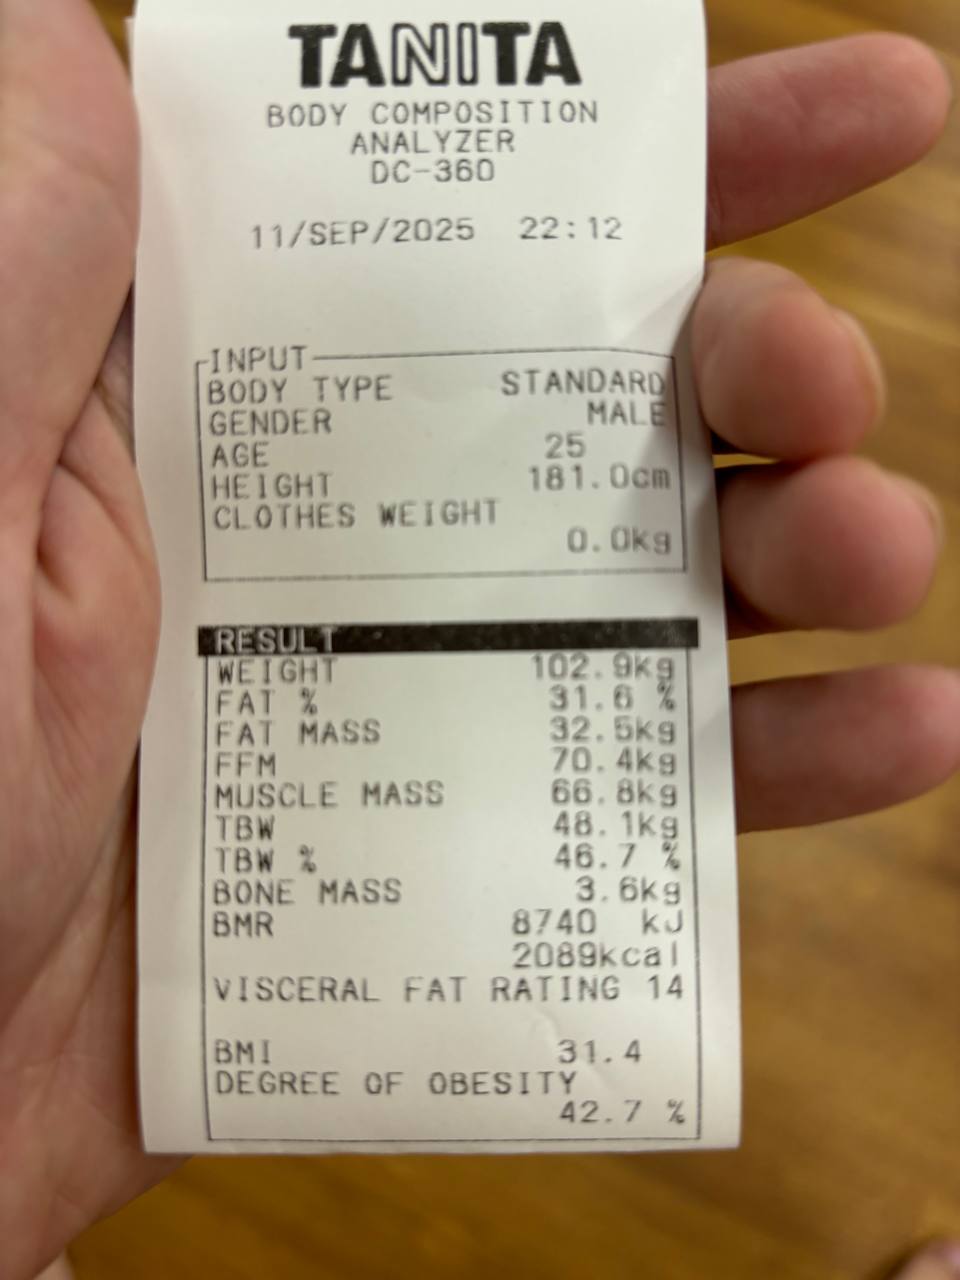 TANITA
BODY COMPOSITION
ANALYZER
DC-360
11/SEP/2025 22:12
INPUT
BODY TYPE STANDARD
GENDER MALE
AGE 25
HEIGHT 181.0cm
CLOTHES WEIGHT
0.0kg
RESULT
WEIGHT 102.9kg
FAT % 31.6 %
FAT MASS 32.5kg
FFM 70.4kg
MUSCLE MASS 66.8kg
TBW 48.1kg
TBW % 46.7 %
BONE MASS 3.6kg
BMR 8740 kJ
2089kcal
VISCERAL FAT RATING 14
BMI 31.4
DEGREE OF OBESITY
42.7 %